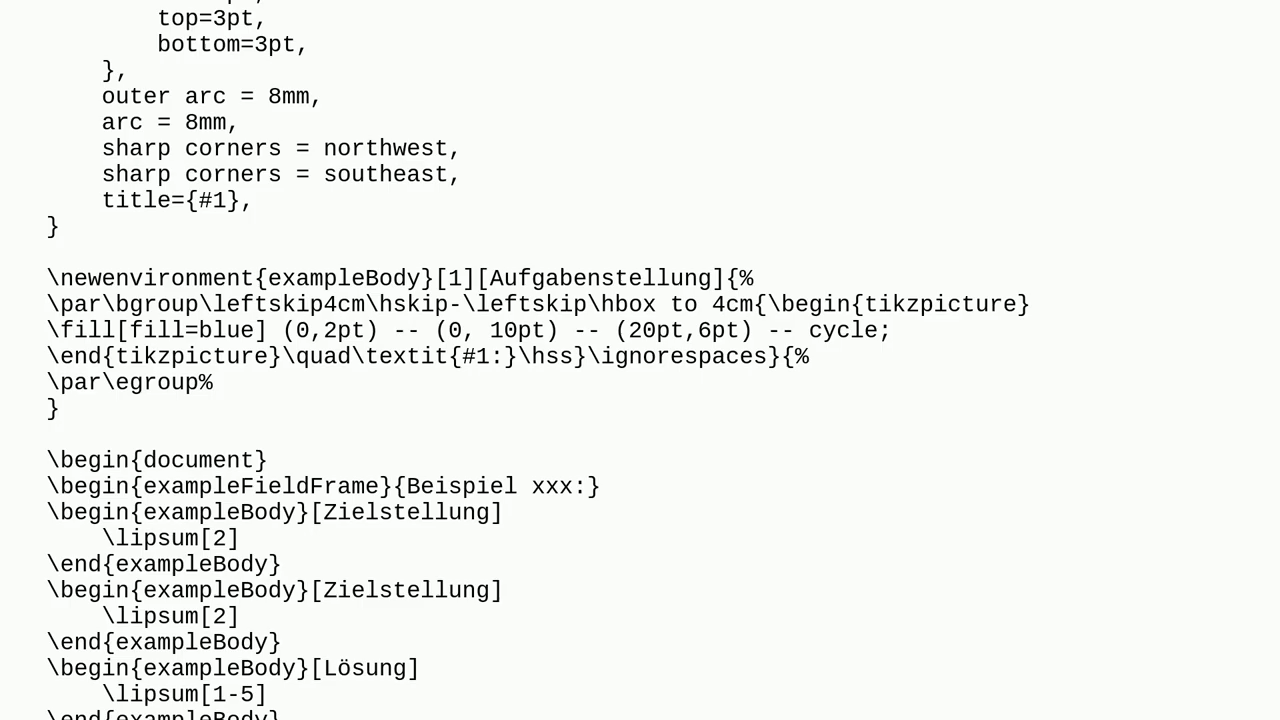 top=3pt,
bottom=3pt,
},
outer arc = 8mm,
arc = 8mm,
sharp corners = northwest,
sharp corners = southeast,
title={#1},
}
\newenvironment{exampleBody}[1][Aufgabenstellung]{%
\par\bgroup\leftskip4cm\hskip-\leftskip\hbox to 4cm{\begin{tikzpicture}
\fill[fill=blue] (0,2pt) -- (0, 10pt) -- (20pt,6pt) -- cycle;
\end{tikzpicture}\quad\textit{#1:}\hss}\ignorespaces}{%
\par\egroup%
}
\begin{document}
\begin{exampleFieldFrame}{Beispiel xxx:}
\begin{exampleBody}[Zielstellung]
\lipsum[2]
\end{exampleBody}
\begin{exampleBody}[Zielstellung]
\lipsum[2]
\end{exampleBody}
\begin{exampleBody}[Lösung]
\lipsum[1-5]
\end{exampleBody}